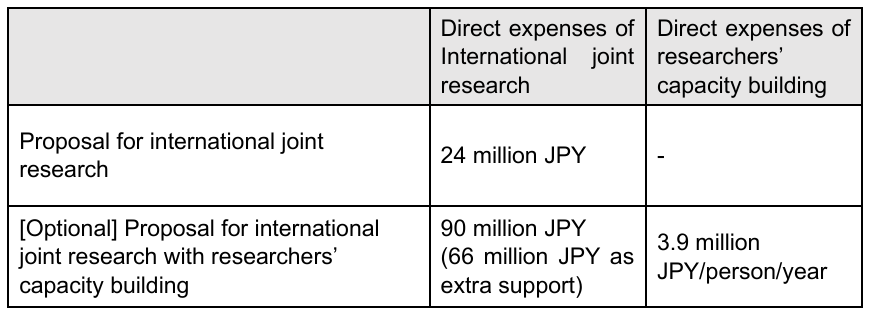 Direct expenses of
International joint
research
Direct expenses of
researchers’
capacity building
Proposal for international joint
research
24 million JPY
-
[Optional] Proposal for international
joint research with researchers’
capacity building
90 million JPY
(66 million JPY as
extra support)
3.9 million
JPY/person/year